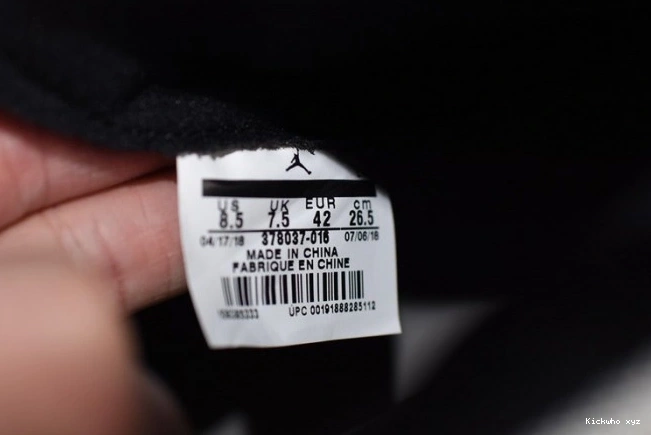 US UK EUR cm
8.5 7.5 42 26.5
04/17/18 378037-016 07/06/18
MADE IN CHINA
FABRIQUE EN CHINE
UPC 00191888285112
Kickwho xyz